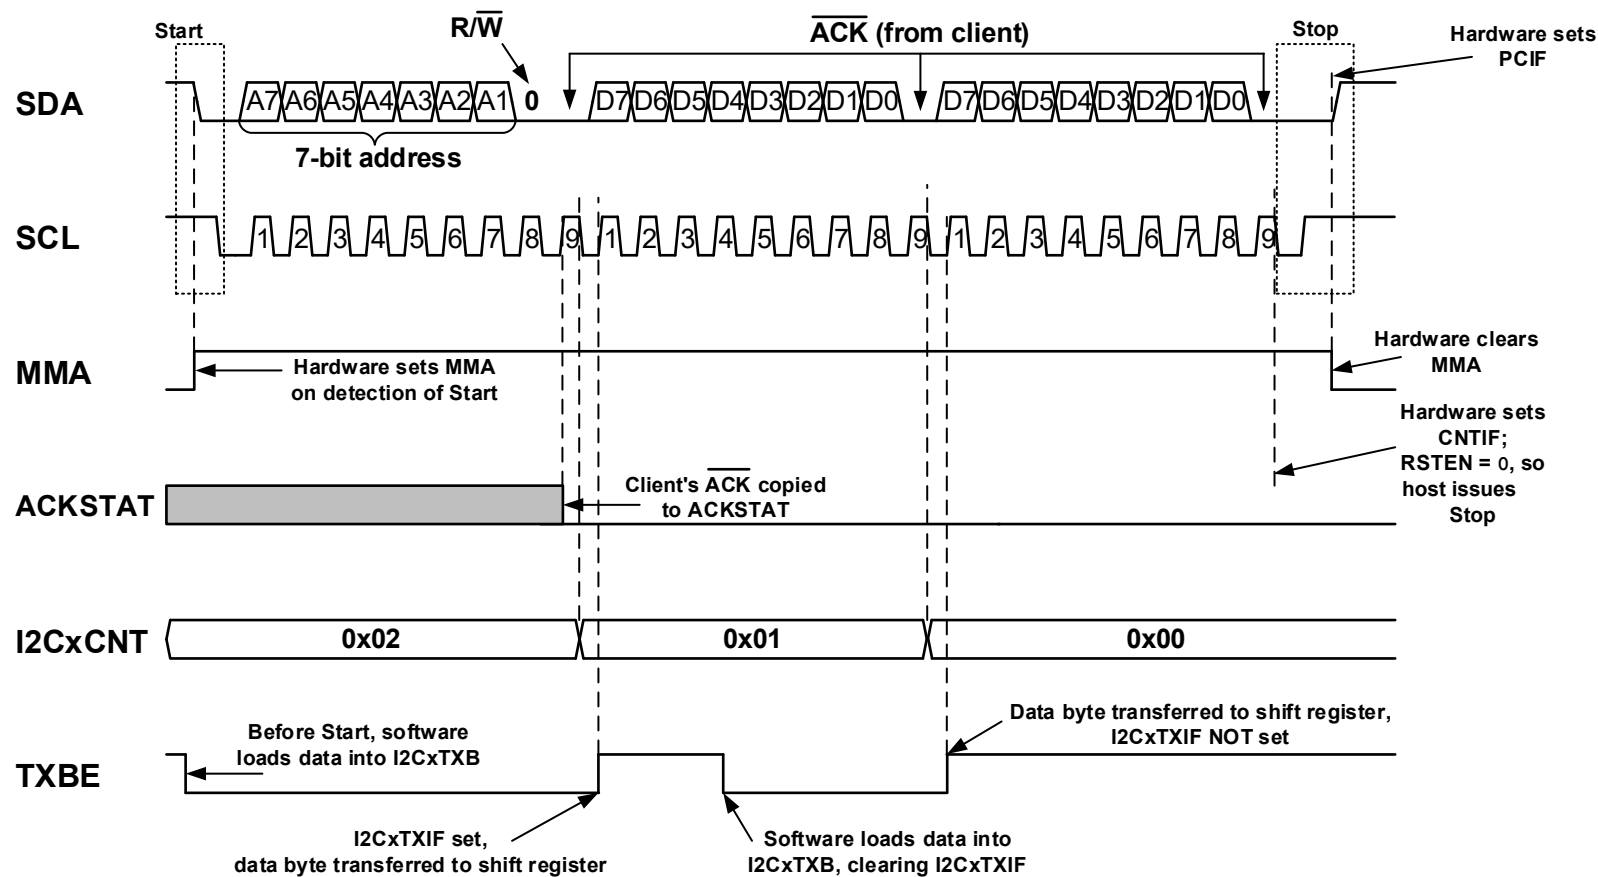 Start
R/W
ACK (from client)
Stop
Hardware sets
PCIF
SDA
A7 A6 A5 A4 A3 A2 A1 0 D7 D6 D5 D4 D3 D2 D1 D0 D7 D6 D5 D4 D3 D2 D1 D0
7-bit address
SCL
1 2 3 4 5 6 7 8 9 1 2 3 4 5 6 7 8 9 1 2 3 4 5 6 7 8 9
MMA
Hardware sets MMA
on detection of Start
Hardware clears
MMA
Hardware sets
CNTIF;
RSTEN = 0, so
host issues
Stop
ACKSTAT
Client's ACK copied
to ACKSTAT
I2CxCNT
0x02 0x01 0x00
TXBE
Before Start, software
loads data into I2CxTXB
Data byte transferred to shift register,
I2CxTXIF NOT set
I2CxTXIF set,
data byte transferred to shift register
Software loads data into
I2CxTXB, clearing I2CxTXIF